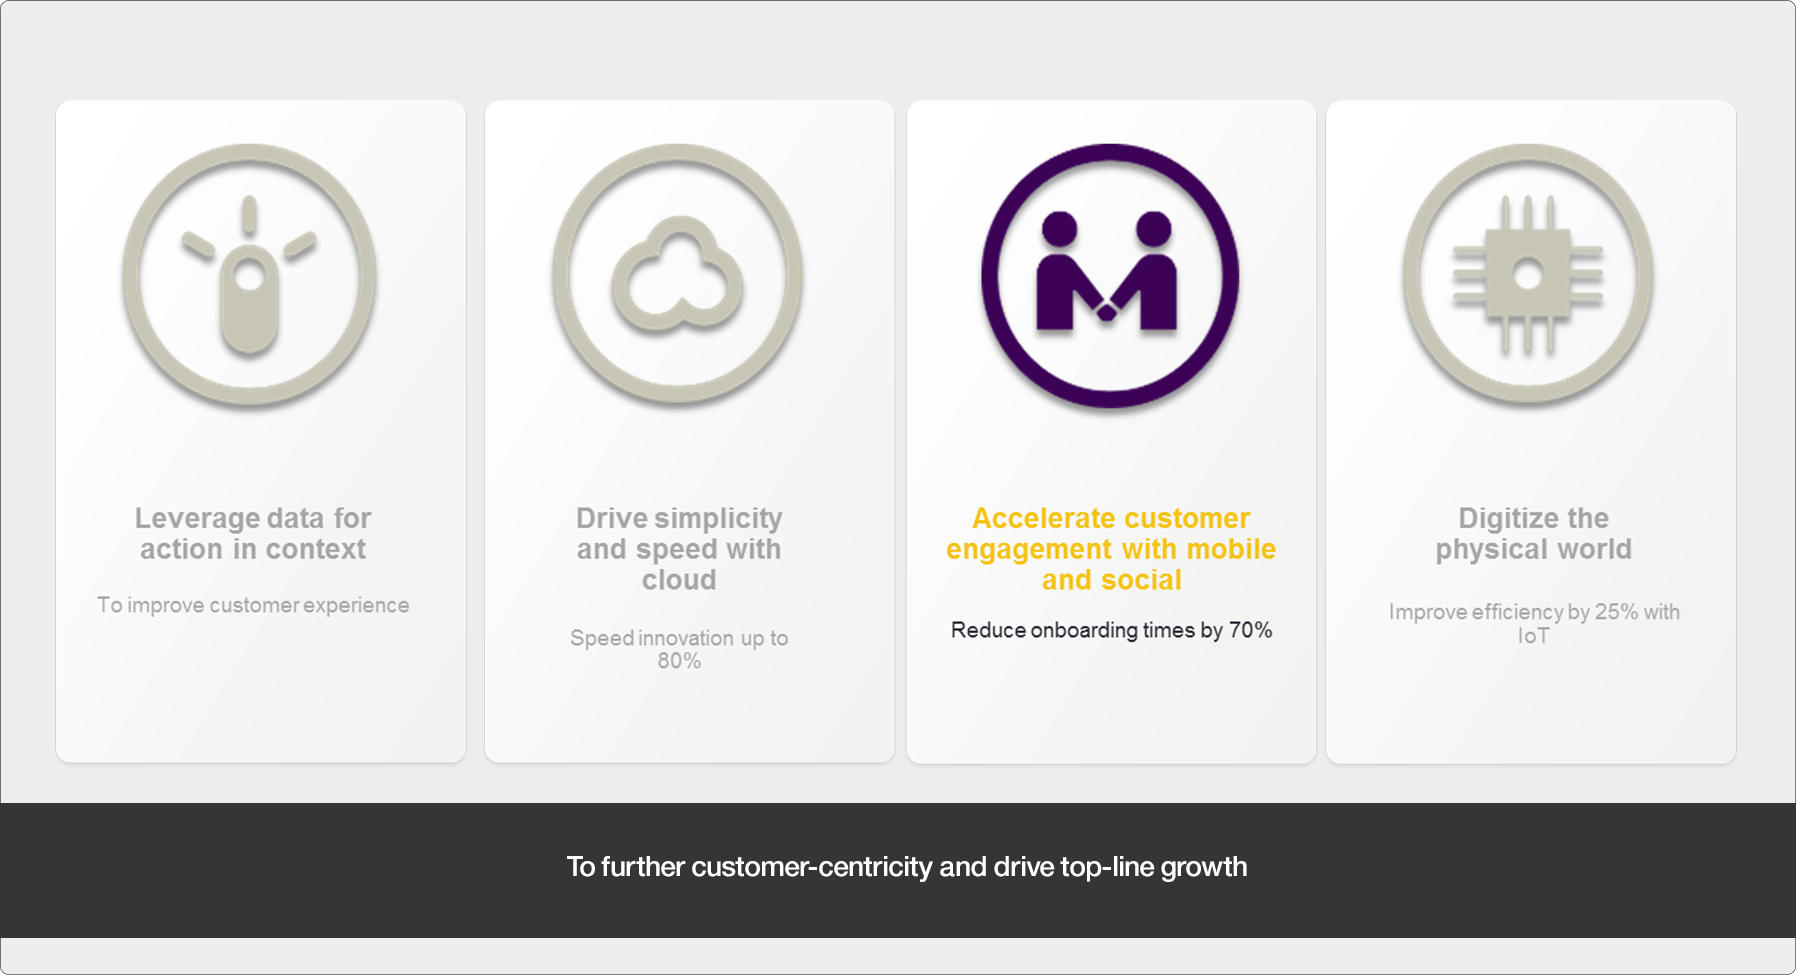 Leverage data for
action in context
To improve customer experience
Drive simplicity
and speed with
cloud
Speed innovation up to
80%
Accelerate customer
engagement with mobile
and social
Reduce onboarding times by 70%
Digitize the
physical world
Improve efficiency by 25% with
IoT
To further customer-centricity and drive top-line growth